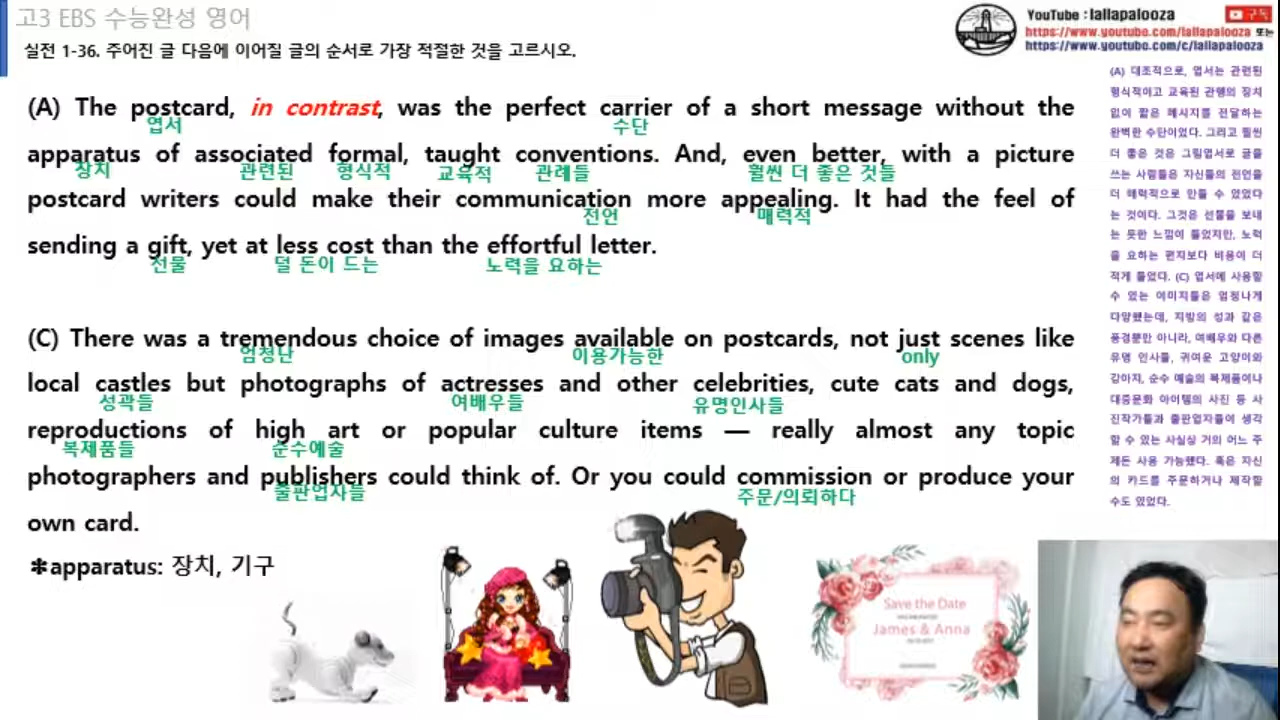 고3 EBS 수능완성 영어
실전 1-36. 주어진 글 다음에 이어질 글의 순서로 가장 적절한 것을 고르시오.
YouTube : lallapalooza
구독
https://www.youtube.com/lallapalooza 또는
https://www.youtube.com/c/lallapalooza
(A) The postcard, in contrast, was the perfect carrier of a short message without the
엽서 수단
apparatus of associated formal, taught conventions. And, even better, with a picture
장치 관련된 형식적 교육적 관례들 훨씬 더 좋은 것들
postcard writers could make their communication more appealing. It had the feel of
전언 매력적
sending a gift, yet at less cost than the effortful letter.
선물 덜 돈이 드는 노력을 요하는
(C) There was a tremendous choice of images available on postcards, not just scenes like
엄청난 이용가능한 only
local castles but photographs of actresses and other celebrities, cute cats and dogs,
성곽들 여배우들 유명인사들
reproductions of high art or popular culture items — really almost any topic
복제품들 순수예술
photographers and publishers could think of. Or you could commission or produce your
출판업자들 주문/의뢰하다
own card.
✻apparatus: 장치, 기구
(A) 대조적으로, 엽서는 관련된
형식적이고 교육된 관행의 장치
없이 짧은 메시지를 전달하는
완벽한 수단이었다. 그리고 훨씬
더 좋은 것은 그림엽서로 글을
쓰는 사람들은 자신들의 전언을
더 매력적으로 만들 수 있었다
는 것이다. 그것은 선물을 보내
는 듯한 느낌이 들었지만, 노력
을 요하는 편지보다 비용이 더
적게 들었다. (C) 엽서에 사용할
수 있는 이미지들은 엄청나게
다양했는데, 지방의 성과 같은
풍경뿐만 아니라, 여배우와 다른
유명 인사들, 귀여운 고양이와
강아지, 순수 예술의 복제품이나
대중문화 아이템의 사진 등 사
진작가들과 출판업자들이 생각
할 수 있는 사실상 거의 어느 주
제든 사용 가능했다. 혹은 자신
의 카드를 주문하거나 제작할
수도 있었다.
Save the Date
James & Anna